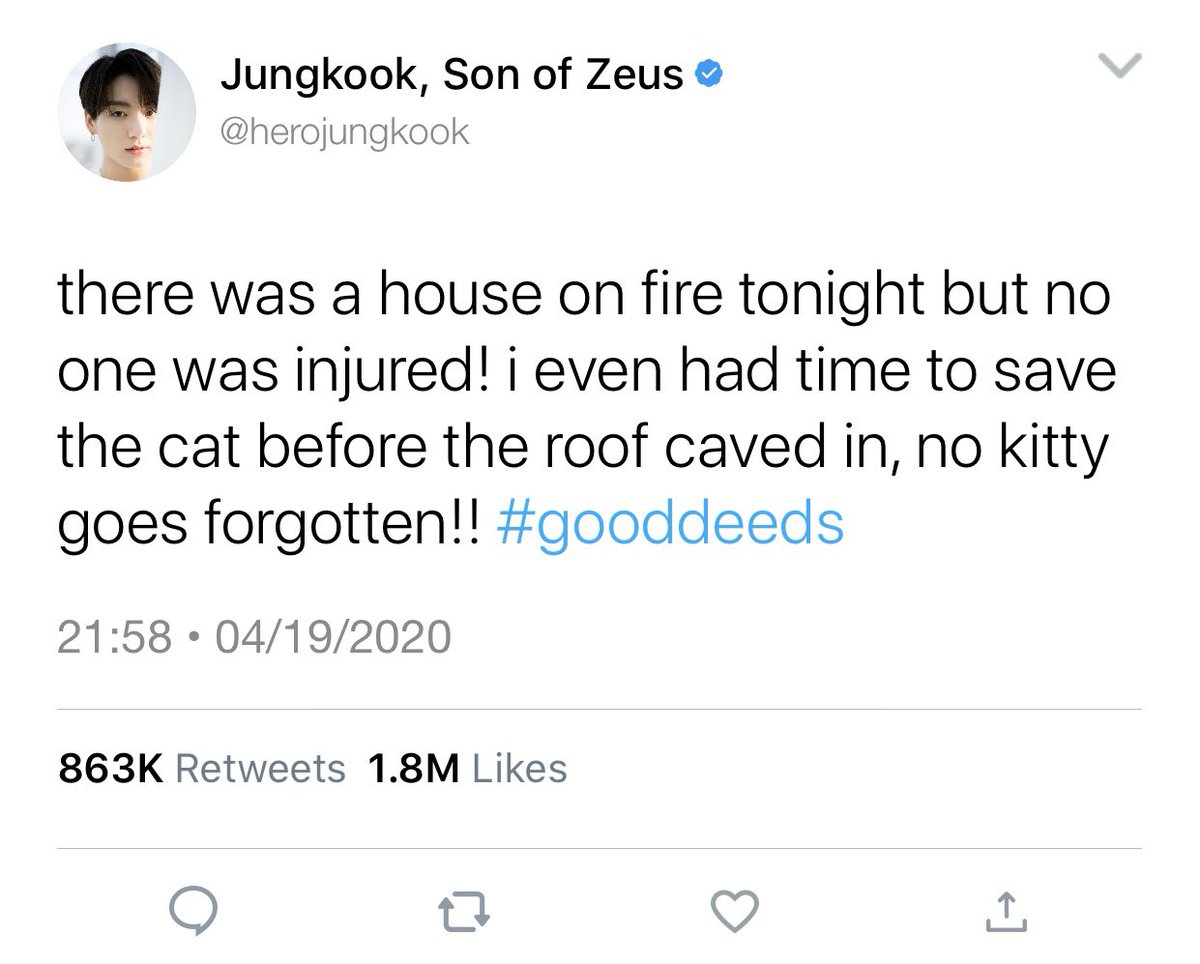 Jungkook, Son of Zeus
@herojungkook
there was a house on fire tonight but no
one was injured! i even had time to save
the cat before the roof caved in, no kitty
goes forgotten!! #gooddeeds
21:58 • 04/19/2020
863K Retweets 1.8M Likes